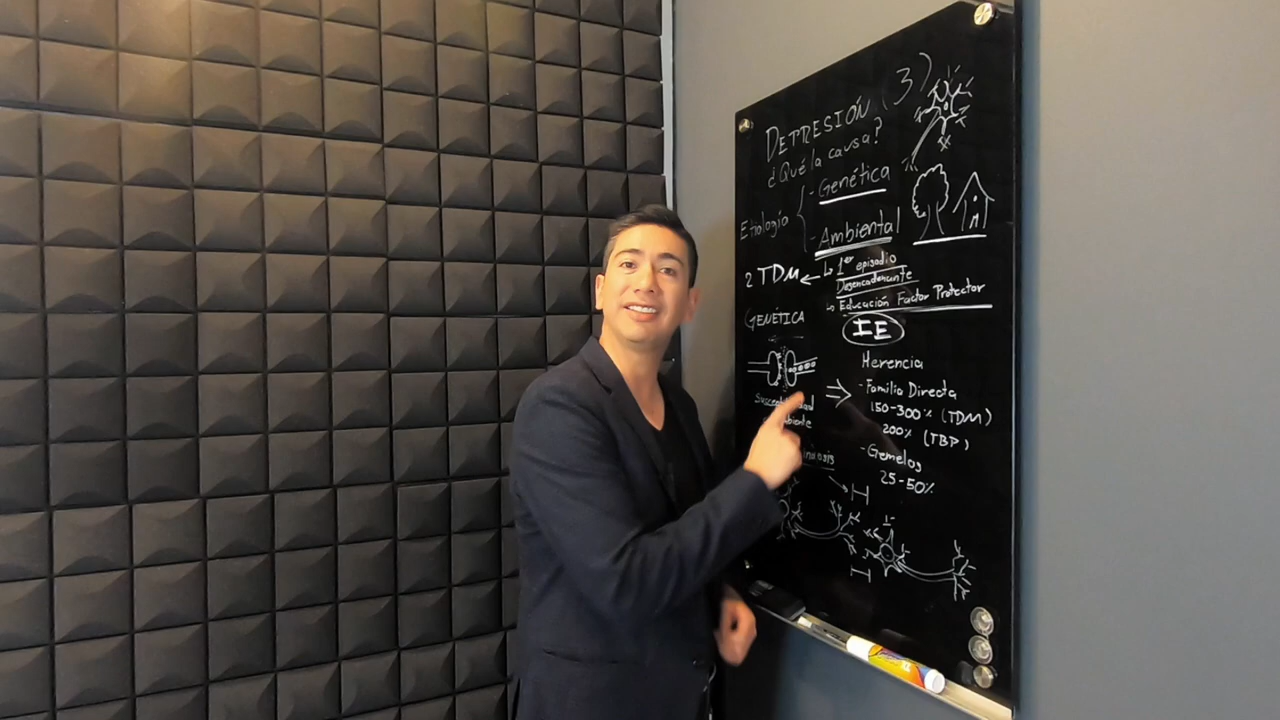 DEPRESIÓN (3)
¿Qué la causa?
Etiología
- Genética
- Ambiental
2 TDM ← ↳ 1er episodio
Desencadenante
↳ Educación Factor Protector
IE
GENÉTICA
Herencia
- Familia Directa
150-300% (TDM)
200% (TBP)
- Gemelos
25-50%